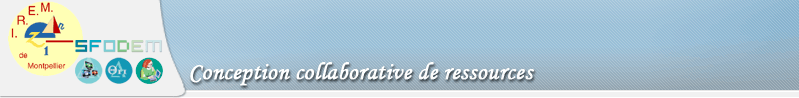 I.R.E.M.
de
Montpellier
SFODEM
Conception collaborative de ressources